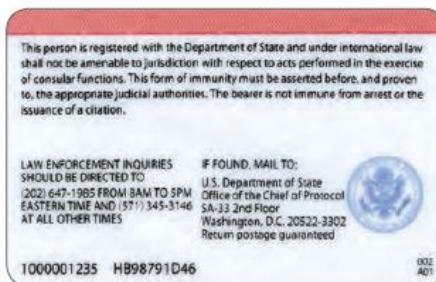 This person is registered with the Department of State and under international law
shall not be amenable to jurisdiction with respect to acts performed in the exercise
of consular functions. This form of immunity must be asserted before, and proven
to, the appropriate judicial authorities. The bearer is not immune from arrest or the
issuance of a citation.
LAW ENFORCEMENT INQUIRIES
SHOULD BE DIRECTED TO
(202) 647-1985 FROM 8AM TO 5PM
EASTERN TIME AND (571) 345-3146
AT ALL OTHER TIMES
IF FOUND, MAIL TO:
U.S. Department of State
Office of the Chief of Protocol
SA-33 2nd Floor
Washington, D.C. 20522-3302
Return postage guaranteed
1000001235 HB98791D46
002
A01